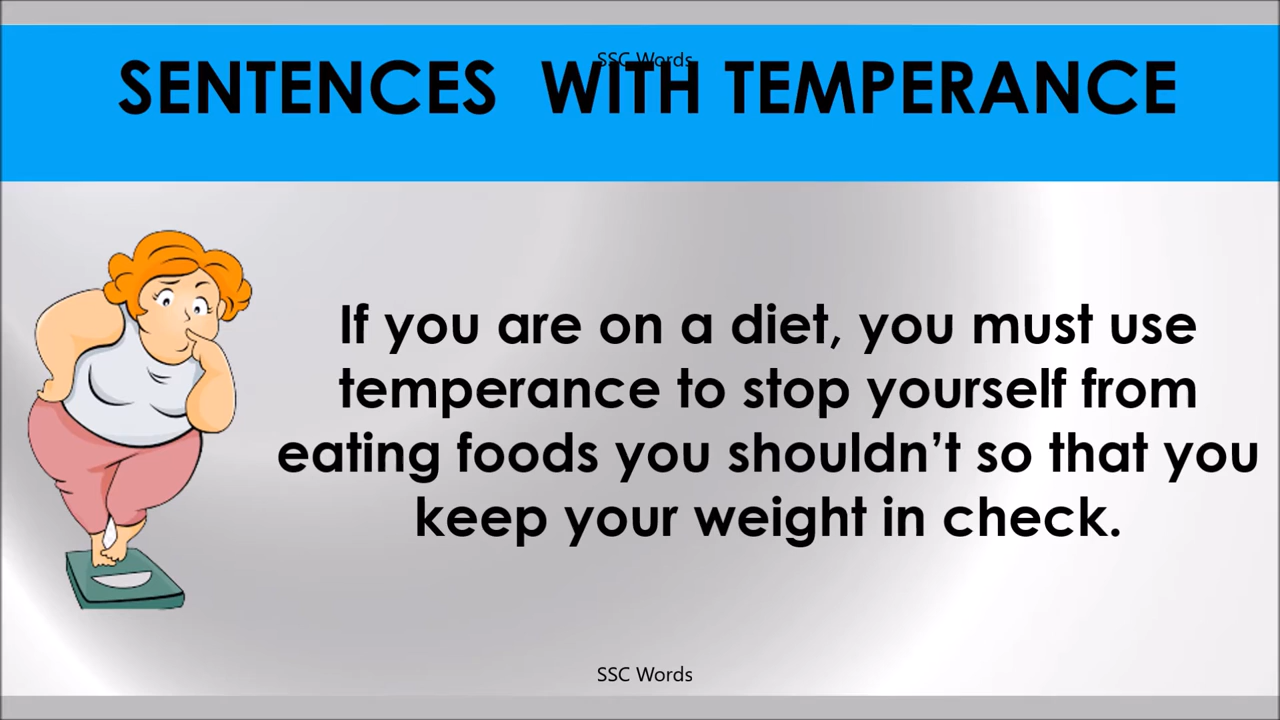 SSC Words
SENTENCES WITH TEMPERANCE
If you are on a diet, you must use
temperance to stop yourself from
eating foods you shouldn't so that you
keep your weight in check.
SSC Words